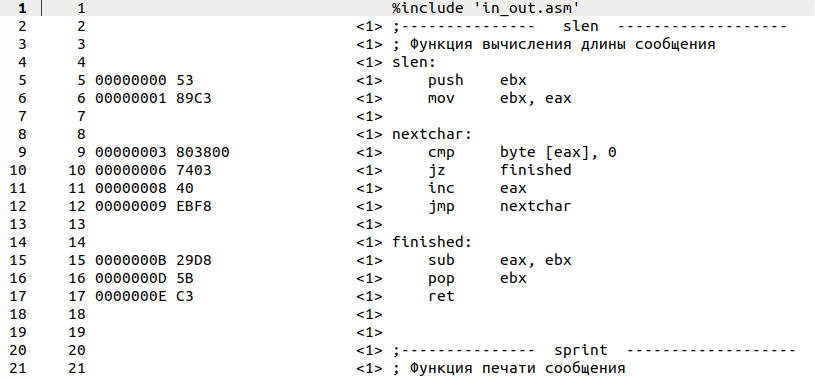 1 1 %include 'in_out.asm'
2 2 <1> ;--------------- slen -------------------
3 3 <1> ; Функция вычисления длины сообщения
4 4 <1> slen:
5 5 00000000 53 <1> push ebx
6 6 00000001 89C3 <1> mov ebx, eax
7 7 <1>
8 8 <1> nextchar:
9 9 00000003 803800 <1> cmp byte [eax], 0
10 10 00000006 7403 <1> jz finished
11 11 00000008 40 <1> inc eax
12 12 00000009 EBF8 <1> jmp nextchar
13 13 <1>
14 14 <1> finished:
15 15 0000000B 29D8 <1> sub eax, ebx
16 16 0000000D 5B <1> pop ebx
17 17 0000000E C3 <1> ret
18 18 <1>
19 19 <1>
20 20 <1> ;--------------- sprint -------------------
21 21 <1> ; Функция печати сообщения